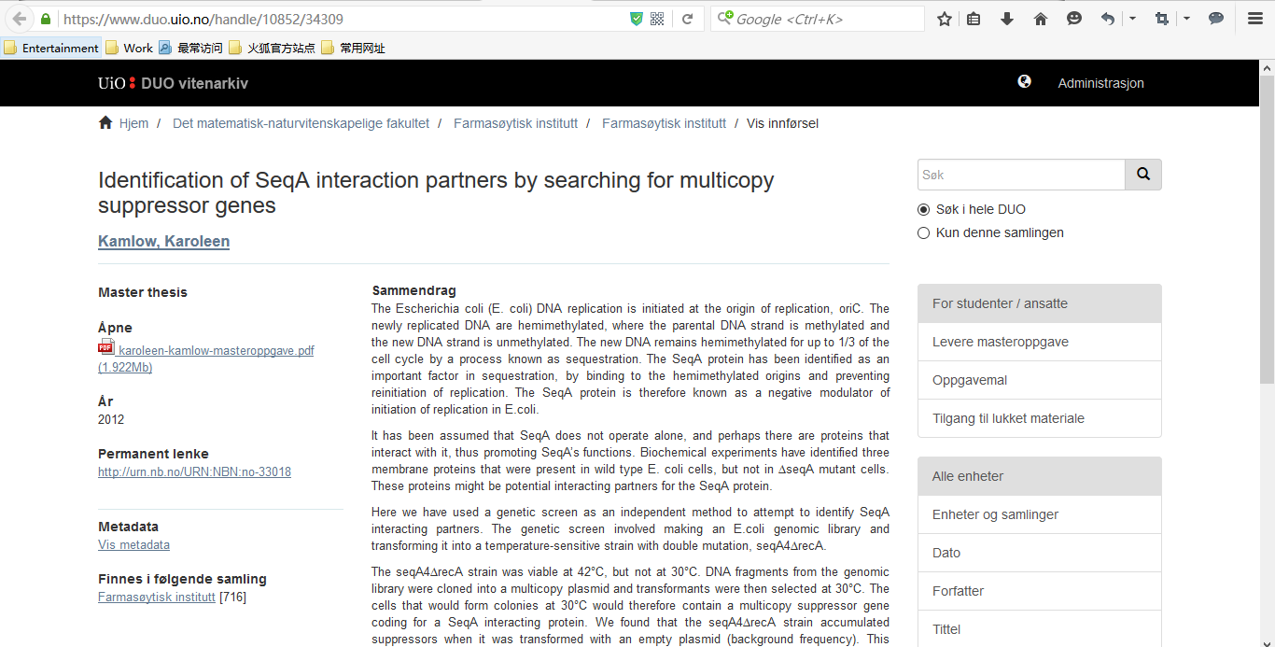 https://www.duo.uio.no/handle/10852/34309
Google <Ctrl+K>
Entertainment Work 最常访问 火狐官方站点 常用网址
UiO DUO vitenarkiv
Administrasjon
Hjem / Det matematisk-naturvitenskapelige fakultet / Farmasøytisk institutt / Farmasøytisk institutt / Vis innførsel
Identification of SeqA interaction partners by searching for multicopy
suppressor genes
Kamlow, Karoleen
Master thesis
Åpne
PDF karoleen-kamlow-masteroppgave.pdf
(1.922Mb)
År
2012
Permanent lenke
http://urn.nb.no/URN:NBN:no-33018
Metadata
Vis metadata
Finnes i følgende samling
Farmasøytisk institutt [716]
Sammendrag
The Escherichia coli (E. coli) DNA replication is initiated at the origin of replication, oriC. The
newly replicated DNA are hemimethylated, where the parental DNA strand is methylated and
the new DNA strand is unmethylated. The new DNA remains hemimethylated for up to 1/3 of the
cell cycle by a process known as sequestration. The SeqA protein has been identified as an
important factor in sequestration, by binding to the hemimethylated origins and preventing
reinitiation of replication. The SeqA protein is therefore known as a negative modulator of
initiation of replication in E.coli.
It has been assumed that SeqA does not operate alone, and perhaps there are proteins that
interact with it, thus promoting SeqA's functions. Biochemical experiments have identified three
membrane proteins that were present in wild type E. coli cells, but not in ΔseqA mutant cells.
These proteins might be potential interacting partners for the SeqA protein.
Here we have used a genetic screen as an independent method to attempt to identify SeqA
interacting partners. The genetic screen involved making an E.coli genomic library and
transforming it into a temperature-sensitive strain with double mutation, seqA4ΔrecA.
The seqA4ΔrecA strain was viable at 42°C, but not at 30°C. DNA fragments from the genomic
library were cloned into a multicopy plasmid and transformants were then selected at 30°C. The
cells that would form colonies at 30°C would therefore contain a multicopy suppressor gene
coding for a SeqA interacting protein. We found that the seqA4ΔrecA strain accumulated
suppressors when it was transformed with an empty plasmid (background frequency). This
Søk
Søk i hele DUO
Kun denne samlingen
For studenter / ansatte
Levere masteroppgave
Oppgavemal
Tilgang til lukket materiale
Alle enheter
Enheter og samlinger
Dato
Forfatter
Tittel